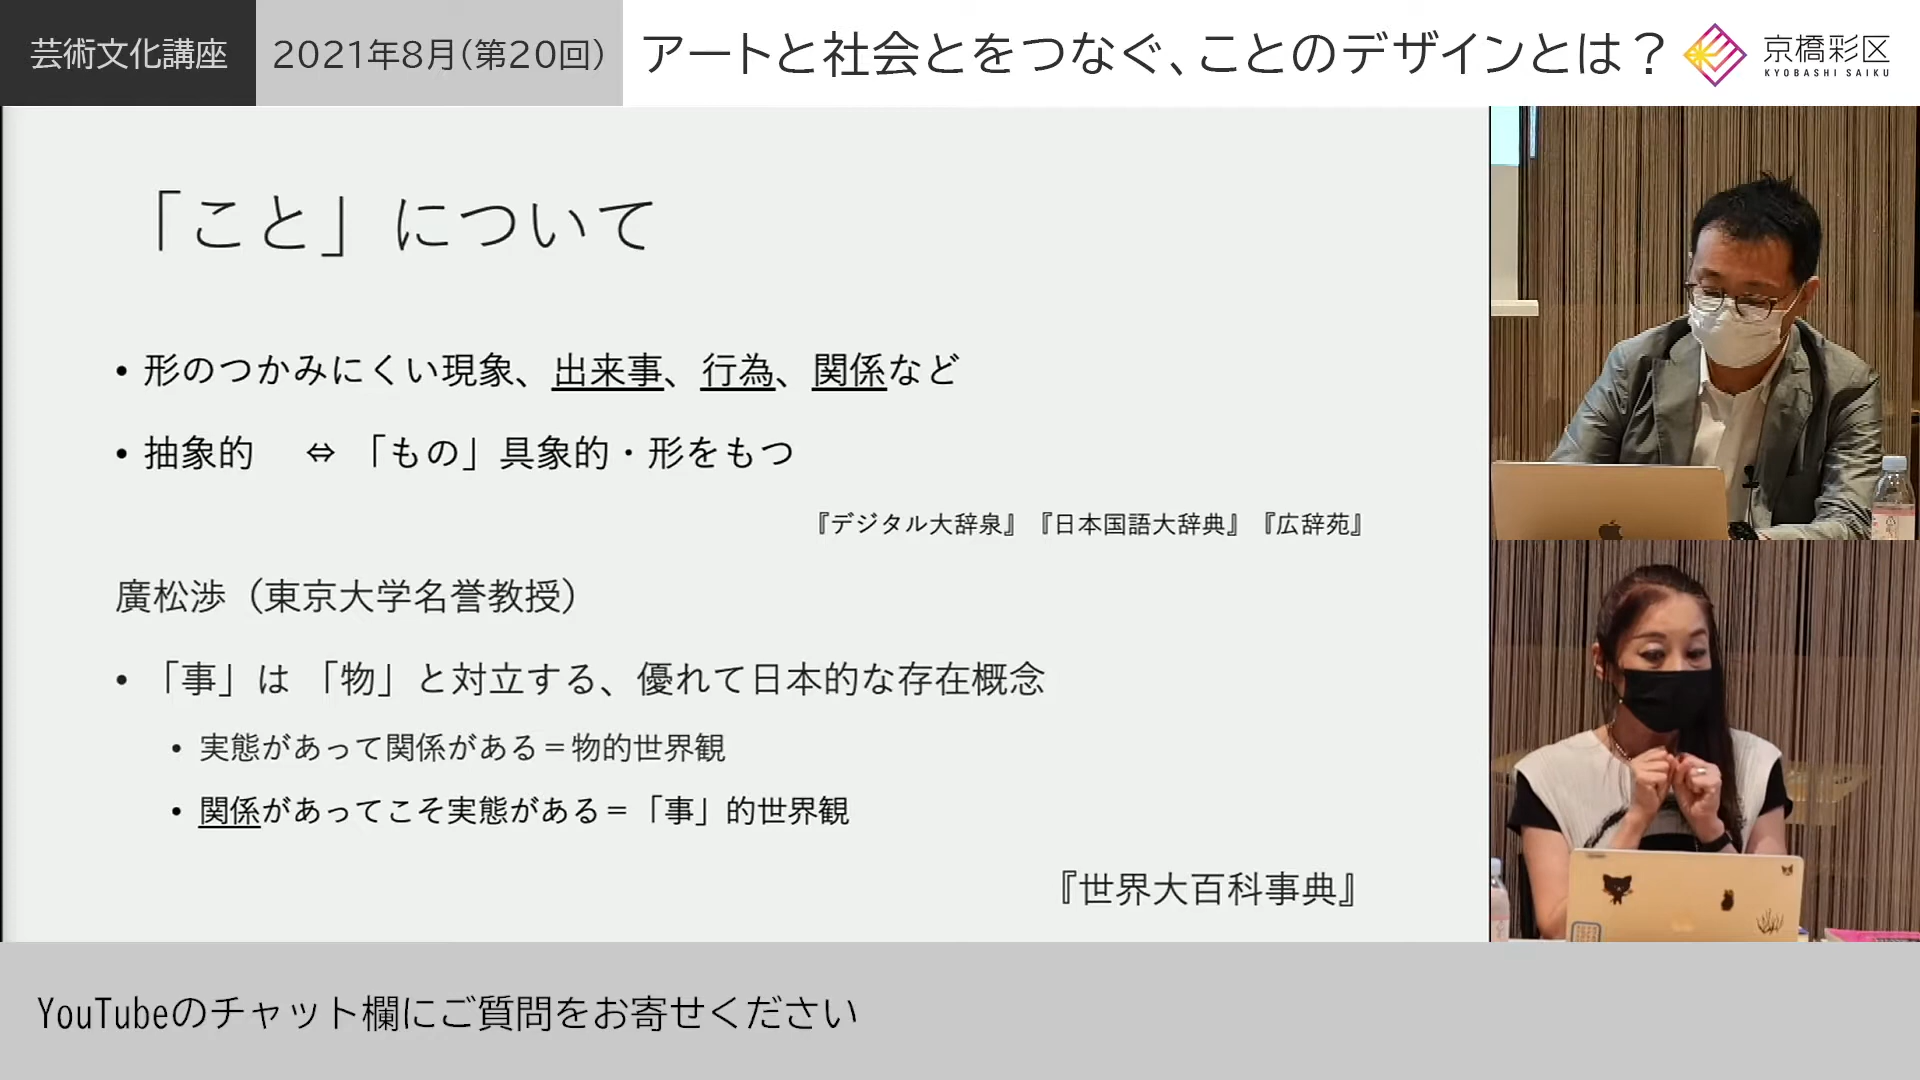 芸術文化講座
2021年8月(第20回)
アートと社会とをつなぐ、ことのデザインとは？
京橋彩区
KYOBASHI SAIKU
「こと」について
• 形のつかみにくい現象、出来事、行為、関係など
• 抽象的　⇔ 「もの」具象的・形をもつ
『デジタル大辞泉』『日本国語大辞典』『広辞苑』
廣松渉（東京大学名誉教授）
• 「事」は 「物」と対立する、優れて日本的な存在概念
• 実態があって関係がある＝物的世界観
• 関係があってこそ実態がある＝「事」的世界観
『世界大百科事典』
YouTubeのチャット欄にご質問をお寄せください